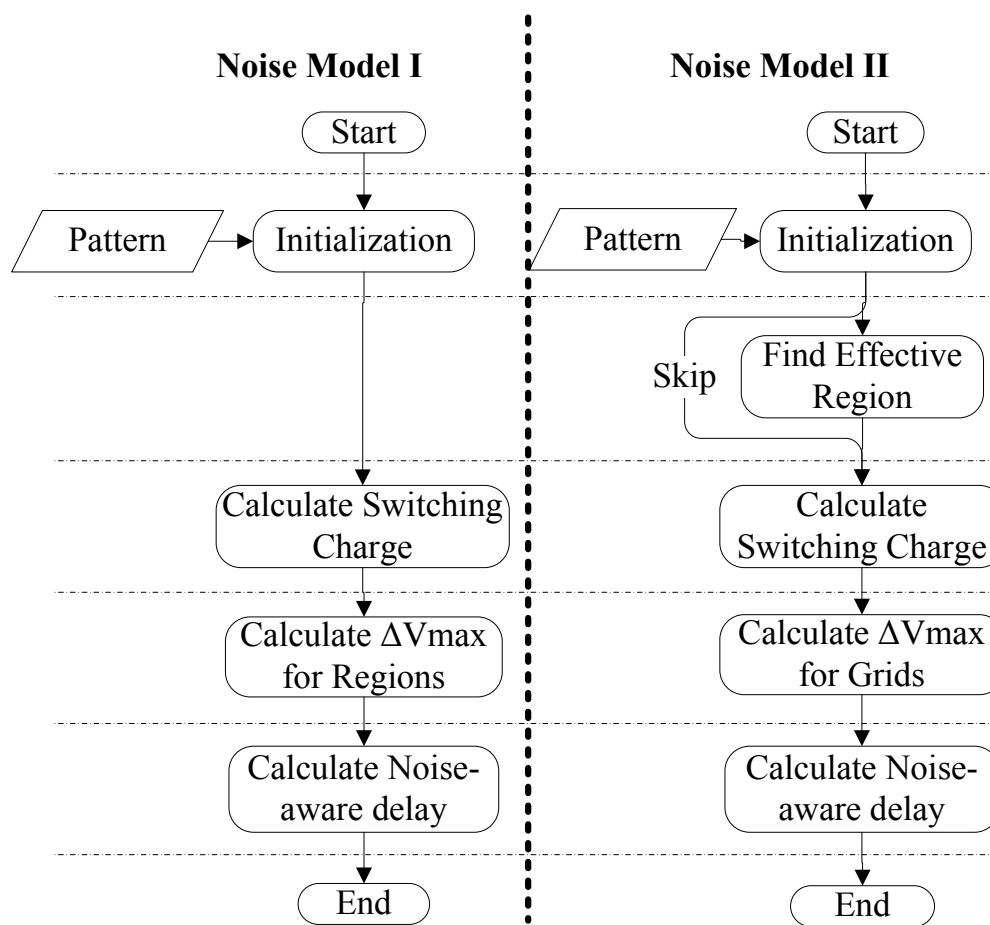 Noise Model I
Start
Pattern
Initialization
Calculate Switching
Charge
Calculate ΔVmax
for Regions
Calculate Noise-
aware delay
End
Noise Model II
Start
Pattern
Initialization
Skip
Find Effective
Region
Calculate
Switching Charge
Calculate ΔVmax
for Grids
Calculate Noise-
aware delay
End